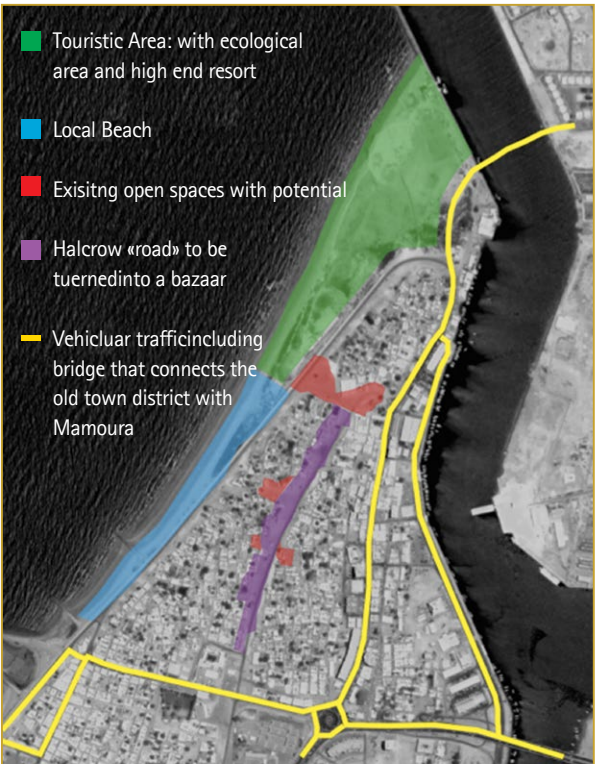 Touristic Area: with ecological
area and high end resort
Local Beach
Exisitng open spaces with potential
Halcrow «road» to be
tuernedinto a bazaar
Vehicluar trafficincluding
bridge that connects the
old town district with
Mamoura